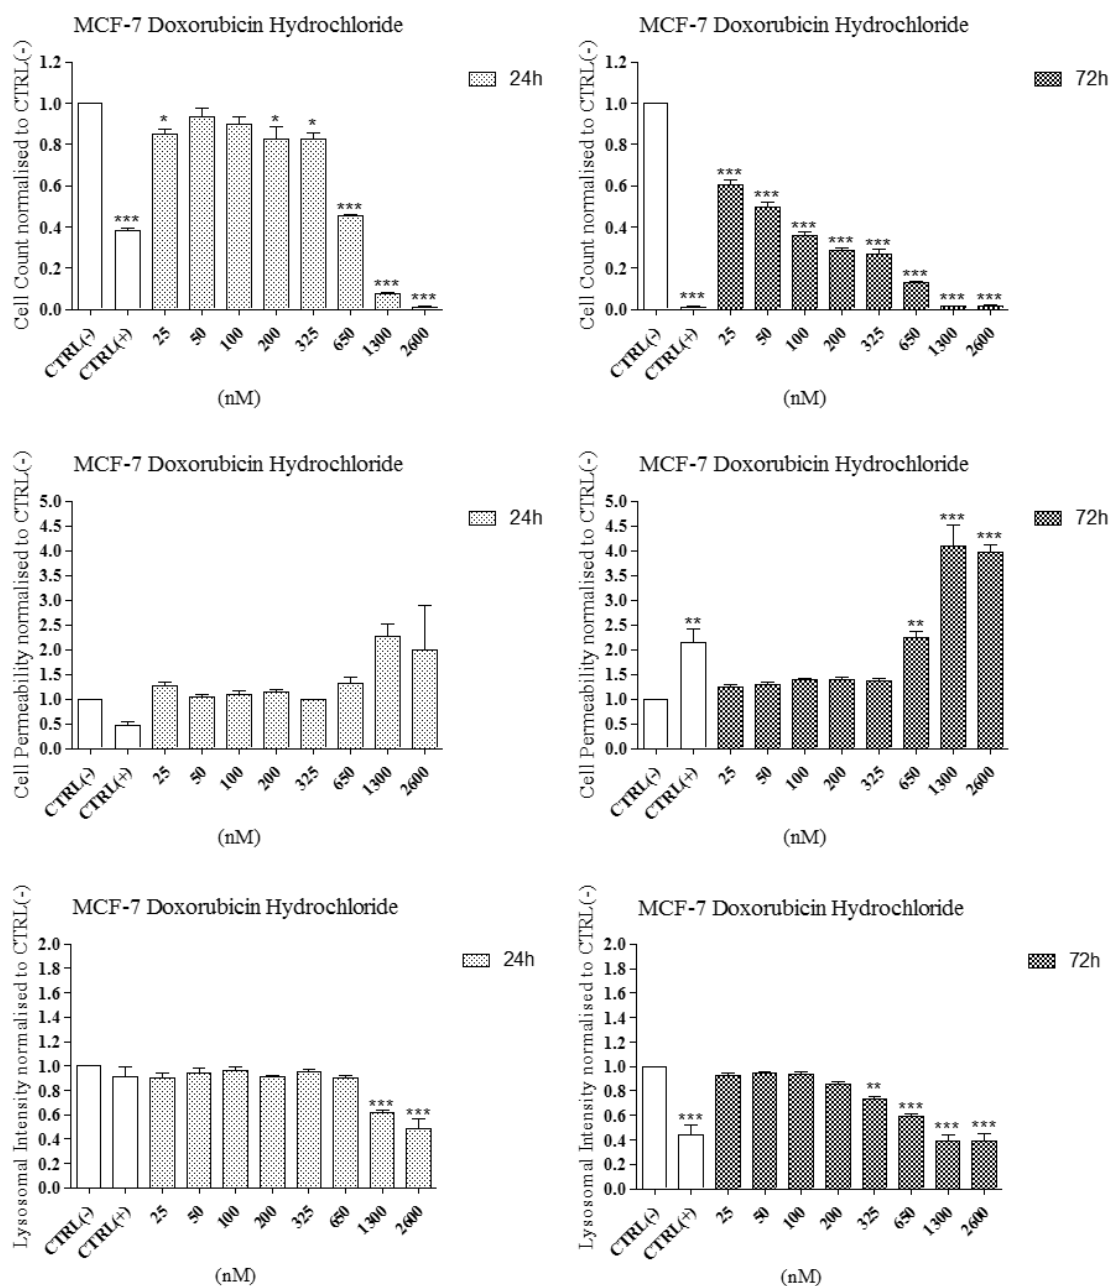 MCF-7 Doxorubicin Hydrochloride
Cell Count normalised to CTRL(-)
1.2
1.0
0.8
0.6
0.4
0.2
0.0
24h
*
*
*
***
***
***
***
CTRL(-) CTRL(+) 25 50 100 200 325 650 1300 2600
(nM)
MCF-7 Doxorubicin Hydrochloride
Cell Count normalised to CTRL(-)
1.2
1.0
0.8
0.6
0.4
0.2
0.0
72h
***
***
***
***
***
***
***
***
***
CTRL(-) CTRL(+) 25 50 100 200 325 650 1300 2600
(nM)
MCF-7 Doxorubicin Hydrochloride
Cell Permeability normalised to CTRL(-)
5.0
4.5
4.0
3.5
3.0
2.5
2.0
1.5
1.0
0.5
0.0
24h
CTRL(-) CTRL(+) 25 50 100 200 325 650 1300 2600
(nM)
MCF-7 Doxorubicin Hydrochloride
Cell Permeability normalised to CTRL(-)
5.0
4.5
4.0
3.5
3.0
2.5
2.0
1.5
1.0
0.5
0.0
72h
**
**
***
***
CTRL(-) CTRL(+) 25 50 100 200 325 650 1300 2600
(nM)
MCF-7 Doxorubicin Hydrochloride
Lysosomal Intensity normalised to CTRL(-)
2.0
1.8
1.6
1.4
1.2
1.0
0.8
0.6
0.4
0.2
0.0
24h
***
***
CTRL(-) CTRL(+) 25 50 100 200 325 650 1300 2600
(nM)
MCF-7 Doxorubicin Hydrochloride
Lysosomal Intensity normalised to CTRL(-)
2.0
1.8
1.6
1.4
1.2
1.0
0.8
0.6
0.4
0.2
0.0
72h
***
**
***
***
***
CTRL(-) CTRL(+) 25 50 100 200 325 650 1300 2600
(nM)